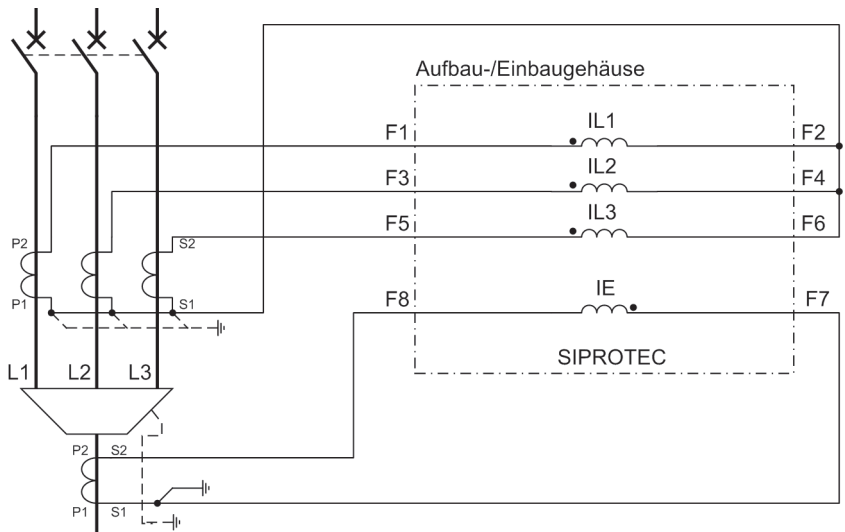 Aufbau-/Einbaugehäuse
F1 IL1 F2
F3 IL2 F4
F5 IL3 F6
P2 S2
P1 S1
F8 IE F7
SIPROTEC
L1 L2 L3
P2 S2
P1 S1